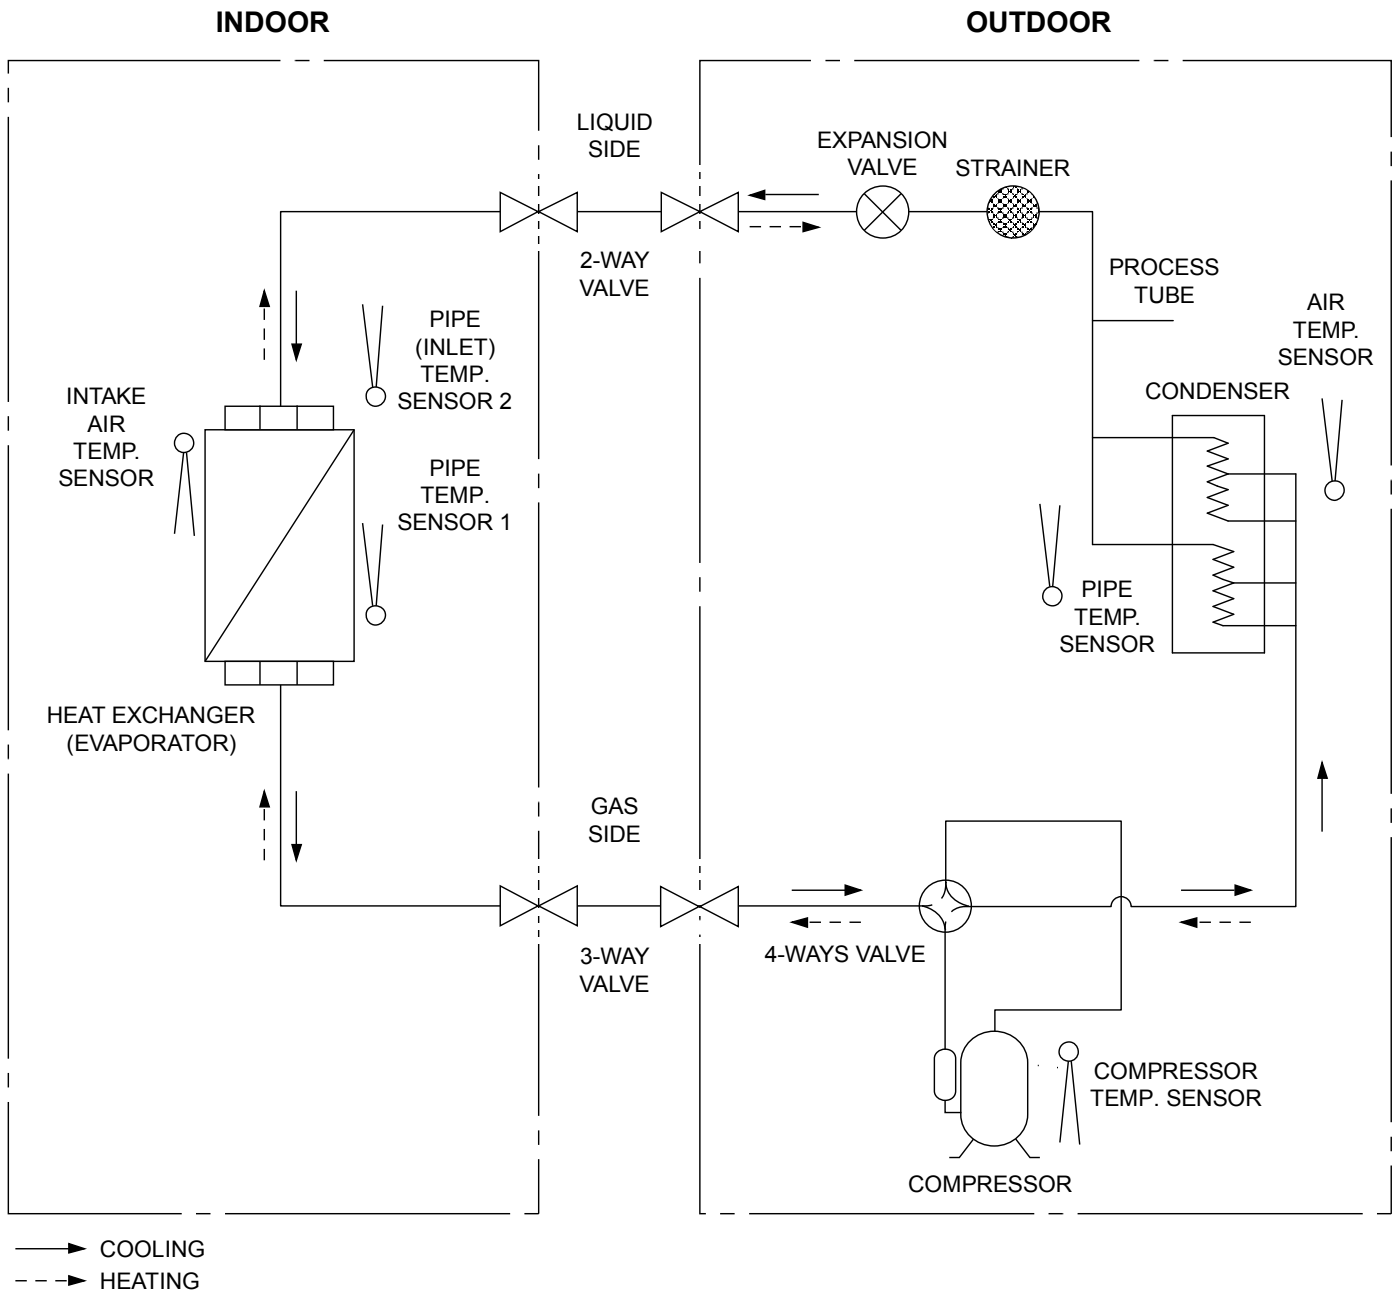 INDOOR
OUTDOOR
LIQUID
SIDE
EXPANSION
VALVE
STRAINER
2-WAY
VALVE
PROCESS
TUBE
AIR
TEMP.
SENSOR
PIPE
(INLET)
TEMP.
SENSOR 2
INTAKE
AIR
TEMP.
SENSOR
CONDENSER
PIPE
TEMP.
SENSOR 1
PIPE
TEMP.
SENSOR
HEAT EXCHANGER
(EVAPORATOR)
GAS
SIDE
3-WAY
VALVE
4-WAYS VALVE
COMPRESSOR
TEMP. SENSOR
COMPRESSOR
COOLING
HEATING